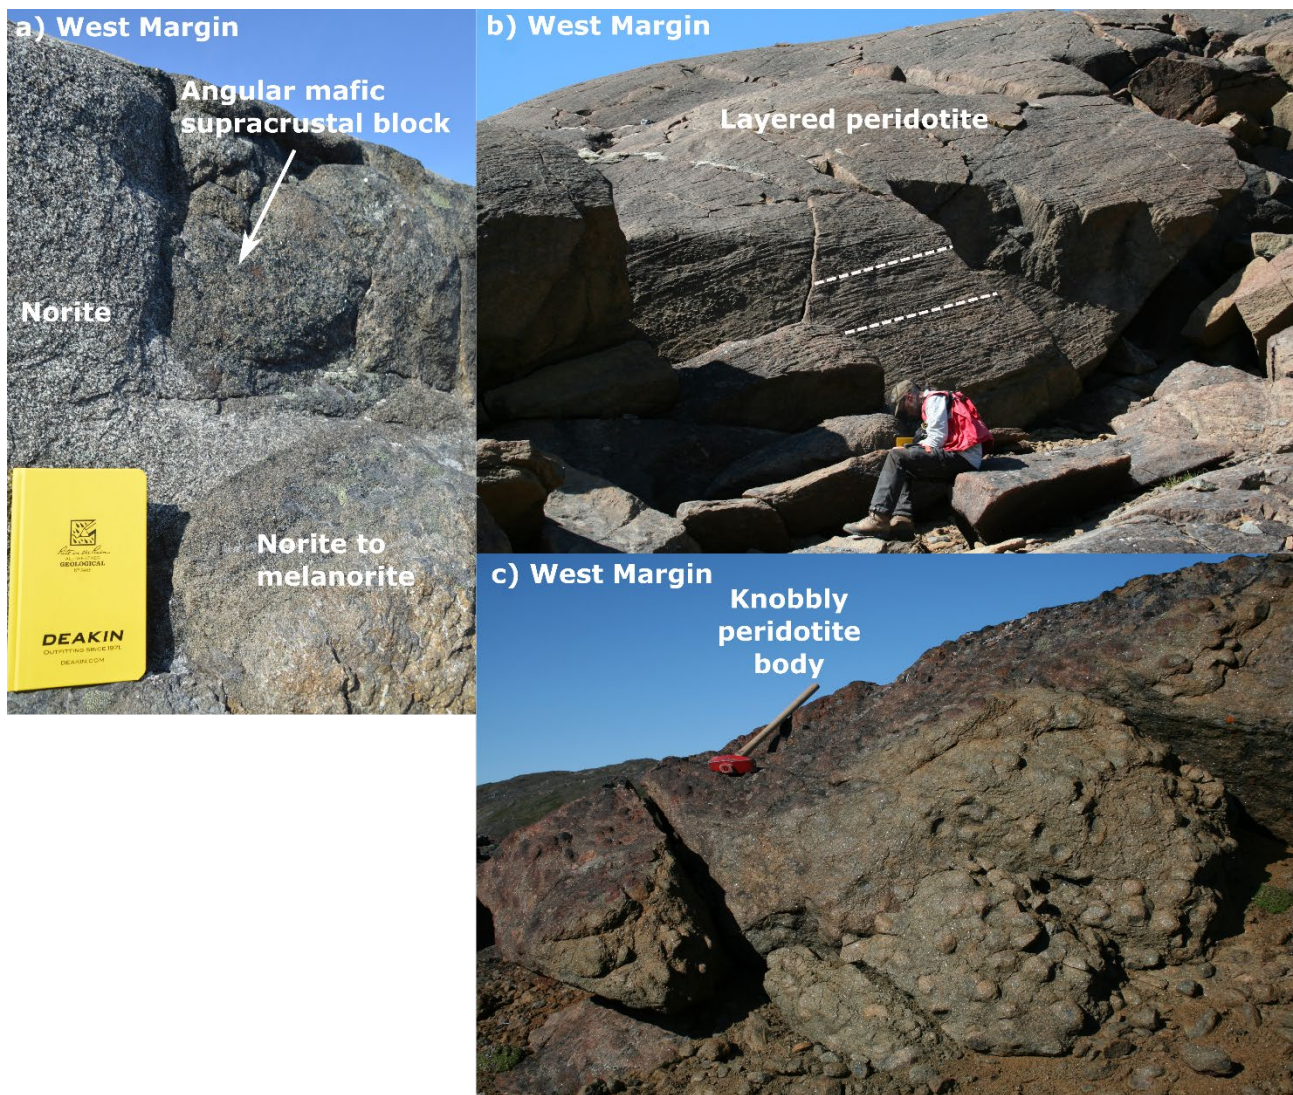 a) West Margin
Angular mafic
supracrustal block
Norite
Norite to
melanorite
GEOLOGICAL
DEAKIN
OUTFITTING SINCE 1971.
DEAKIN.COM
b) West Margin
Layered peridotite
c) West Margin
Knobbly
peridotite
body